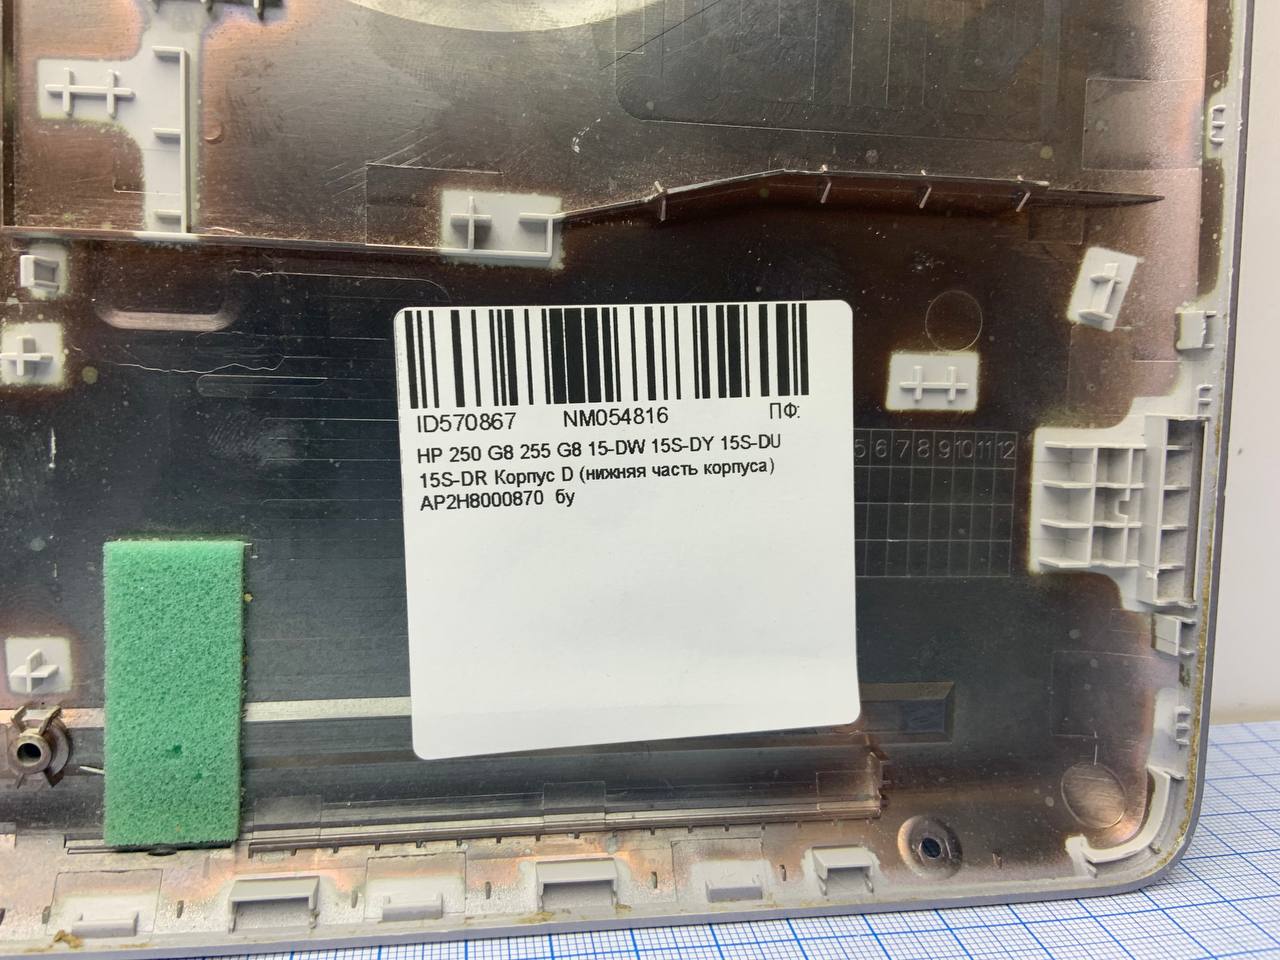 ID570867 NM054816 ПФ:
HP 250 G8 255 G8 15-DW 15S-DY 15S-DU
15S-DR Корпус D (нижняя часть корпуса)
AP2H8000870 бу
5 6 7 8 9 10 11 12